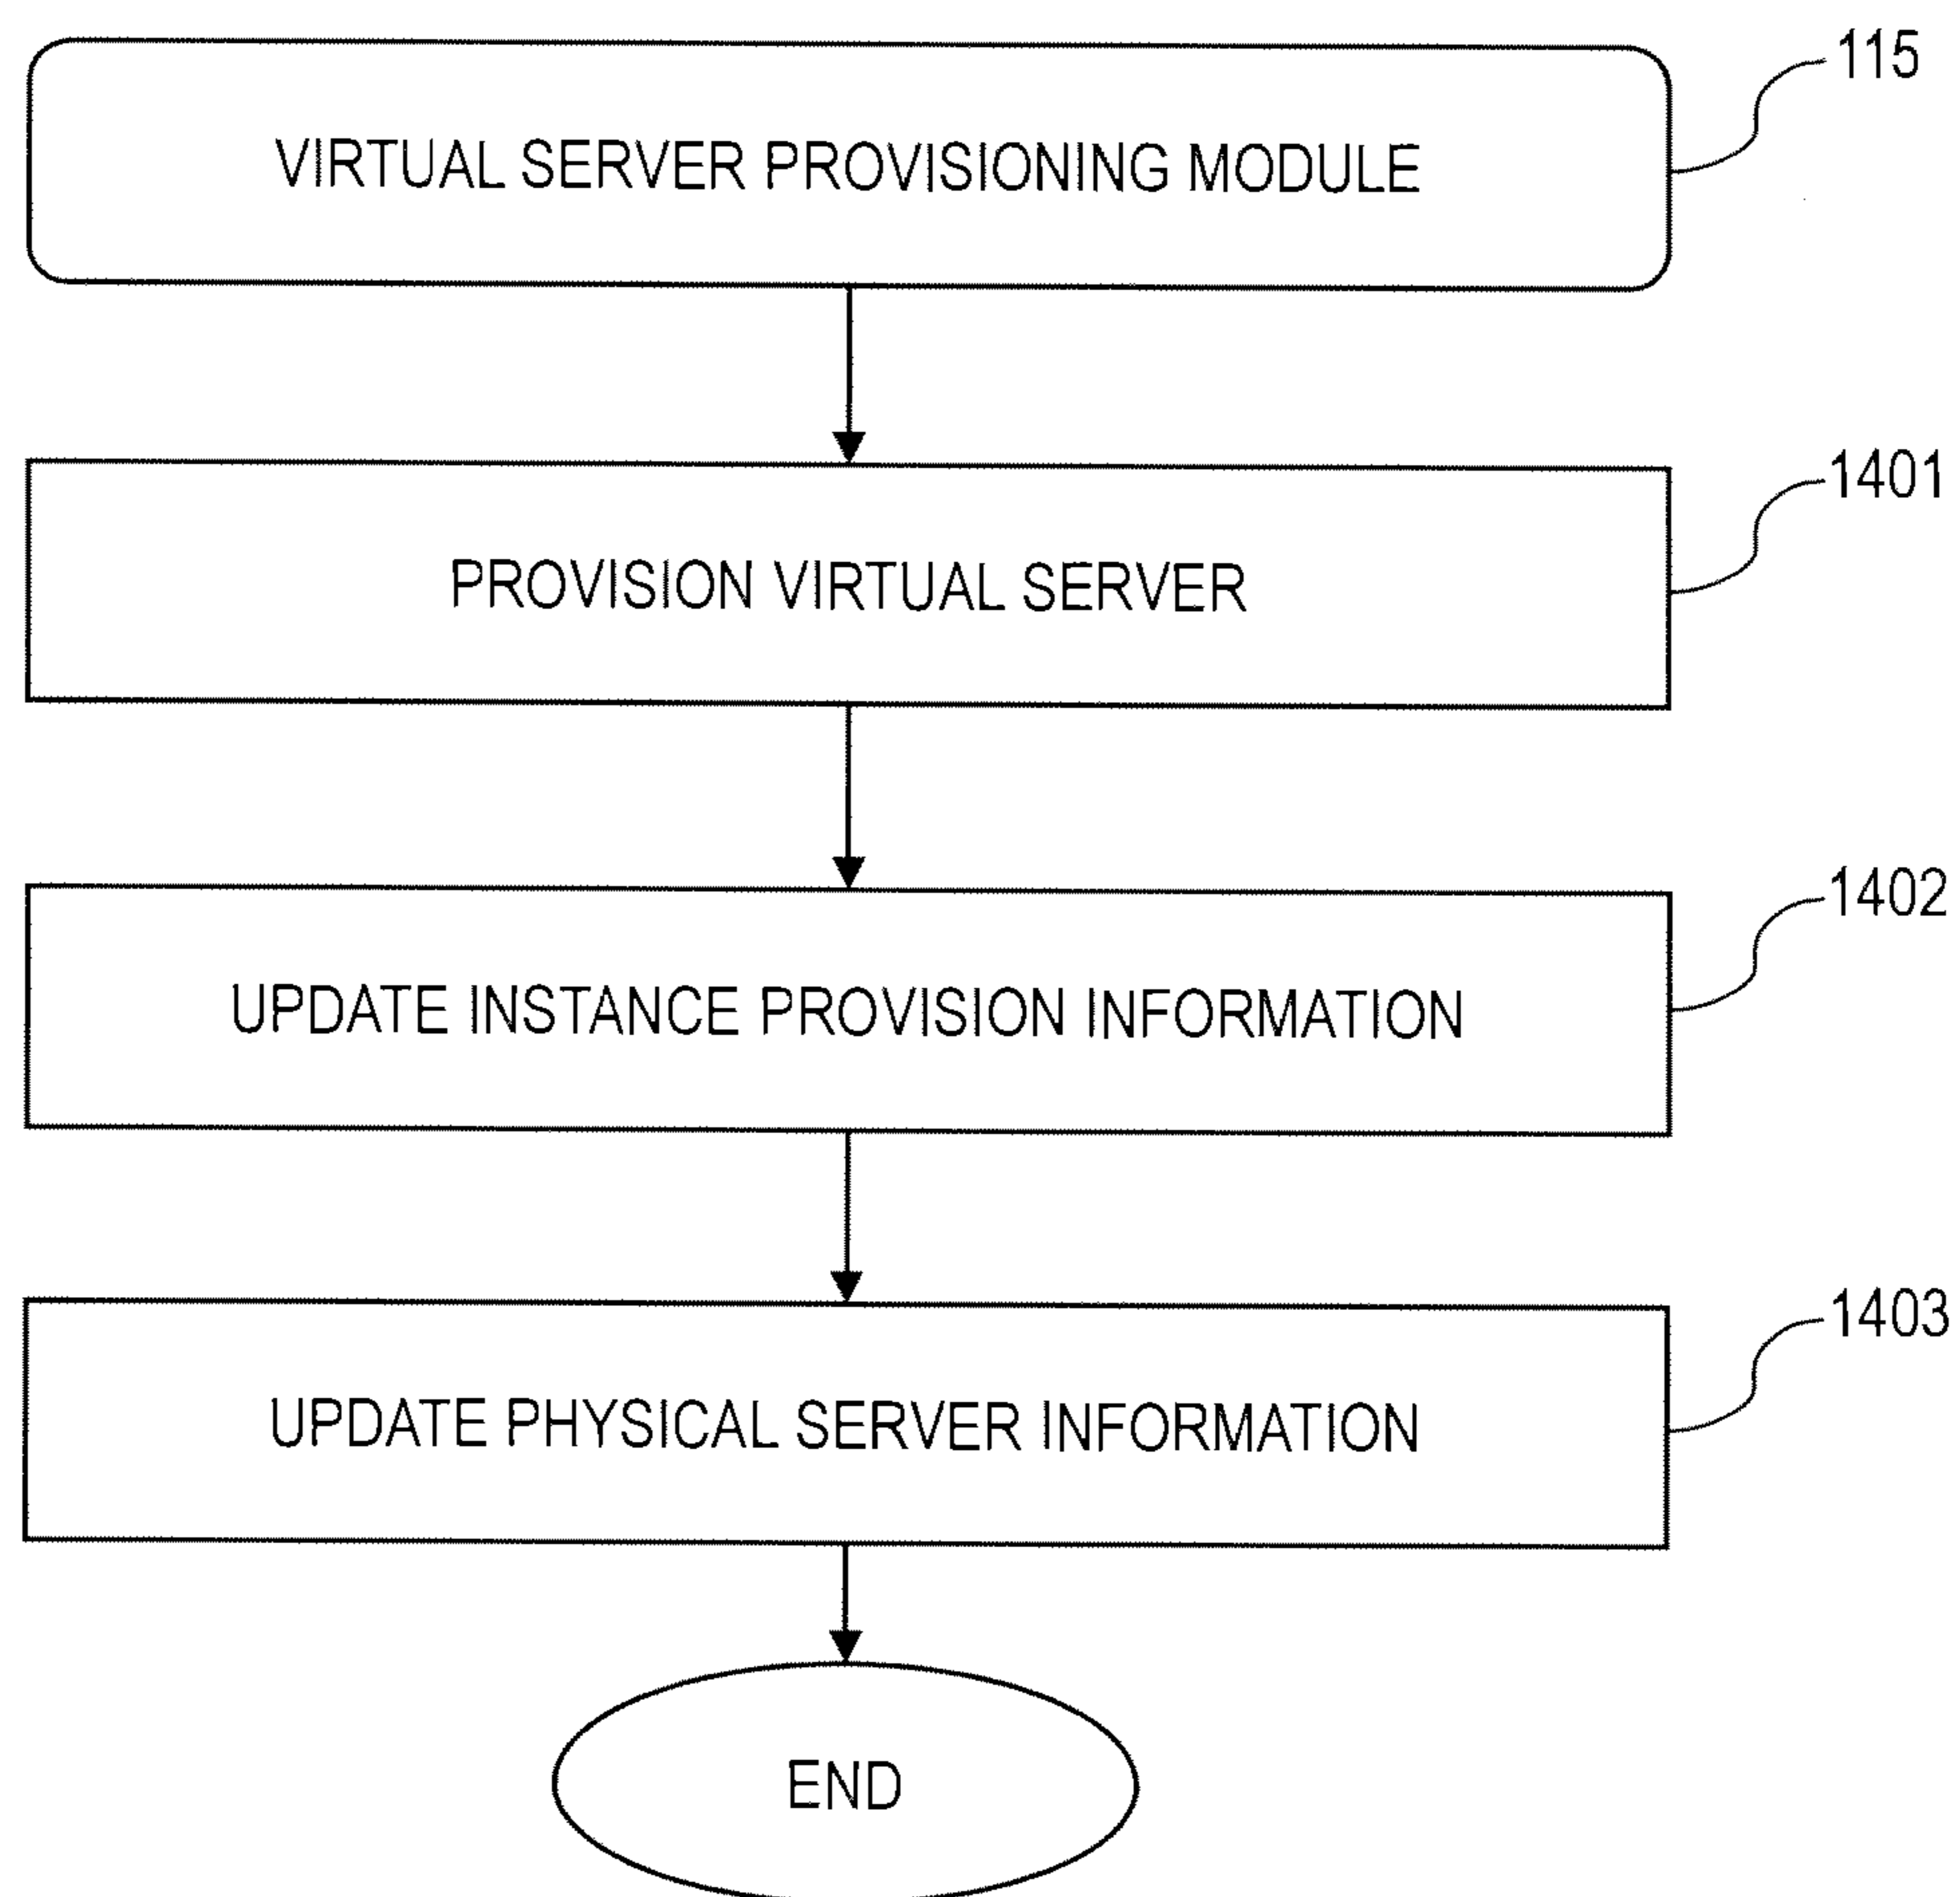 115
VIRTUAL SERVER PROVISIONING MODULE
1401
PROVISION VIRTUAL SERVER
1402
UPDATE INSTANCE PROVISION INFORMATION
1403
UPDATE PHYSICAL SERVER INFORMATION
END